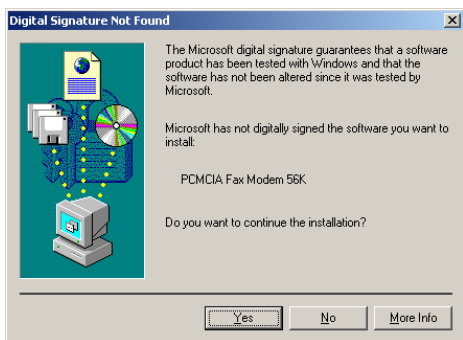 Digital Signature Not Found
The Microsoft digital signature guarantees that a software
product has been tested with Windows and that the
software has not been altered since it was tested by
Microsoft.
Microsoft has not digitally signed the software you want to
install:
PCMCIA Fax Modem 56K
Do you want to continue the installation?
Yes No More Info